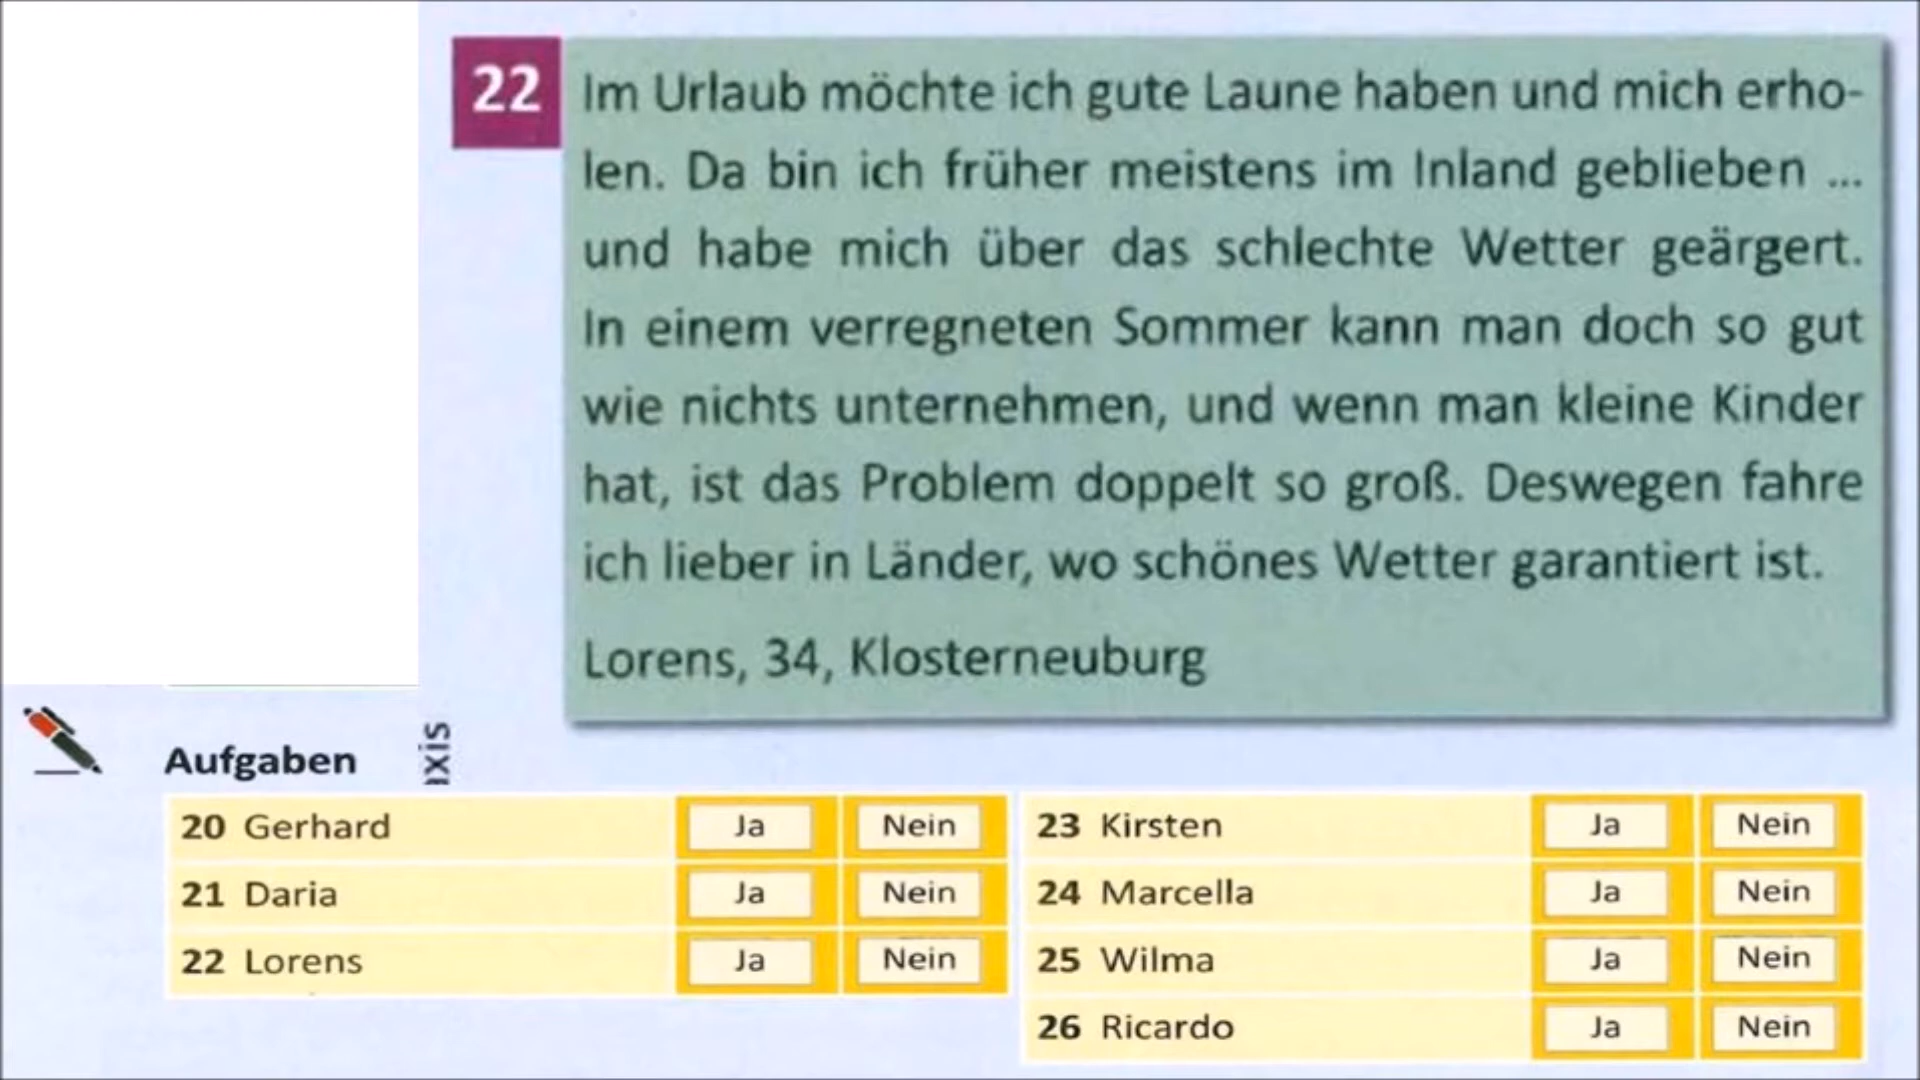 22
Im Urlaub möchte ich gute Laune haben und mich erho-
len. Da bin ich früher meistens im Inland geblieben ...
und habe mich über das schlechte Wetter geärgert.
In einem verregneten Sommer kann man doch so gut
wie nichts unternehmen, und wenn man kleine Kinder
hat, ist das Problem doppelt so groß. Deswegen fahre
ich lieber in Länder, wo schönes Wetter garantiert ist.
Lorens, 34, Klosterneuburg
Aufgaben
20 Gerhard Ja Nein
21 Daria Ja Nein
22 Lorens Ja Nein
23 Kirsten Ja Nein
24 Marcella Ja Nein
25 Wilma Ja Nein
26 Ricardo Ja Nein